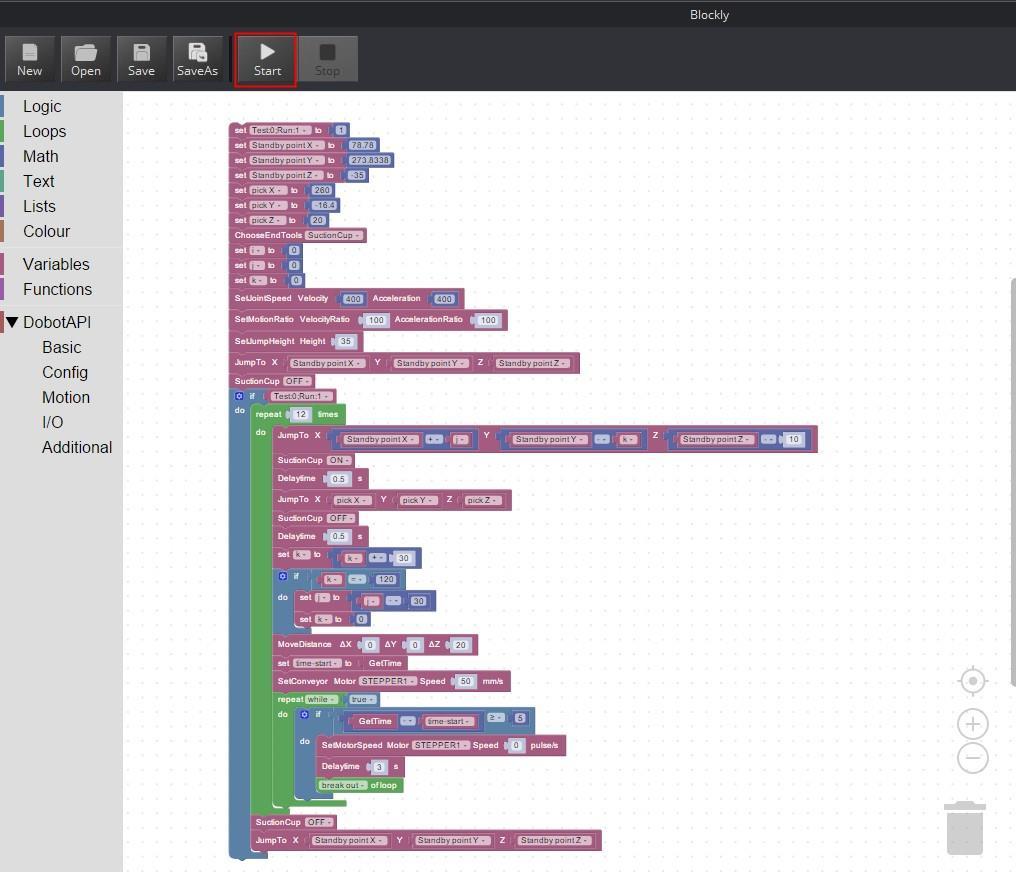 Blockly
New Open Save SaveAs Start Stop
Logic
Loops
Math
Text
Lists
Colour
Variables
Functions
DobotAPI
Basic
Config
Motion
I/O
Additional
set Test:0;Run:1 to 1
set Standby point X to 78.78
set Standby point Y to 273.8338
set Standby point Z to -35
set pick X to 260
set pick Y to -16.4
set pick Z to 20
ChooseEndTools SuctionCup
set i to 0
set j to 0
set k to 0
SetJointSpeed Velocity 400 Acceleration 400
SetMotionRatio VelocityRatio 100 AccelerationRatio 100
SetJumpHeight Height 35
JumpTo X Standby point X Y Standby point Y Z Standby point Z
SuctionCup OFF
if Test:0;Run:1
do repeat 12 times
do JumpTo X Standby point X + j Y Standby point Y - k Z Standby point Z - 10
SuctionCup ON
Delaytime 0.5 s
JumpTo X pick X Y pick Y Z pick Z
SuctionCup OFF
Delaytime 0.5 s
set k to k + 30
if k = 120
do set j to j - 30
set k to 0
MoveDistance ΔX 0 ΔY 0 ΔZ 20
set time-start to GetTime
SetConveyor Motor STEPPER1 Speed 50 mm/s
repeat while true
do if GetTime - time-start ≥ 5
do SetMotorSpeed Motor STEPPER1 Speed 0 pulse/s
Delaytime 3 s
break out of loop
SuctionCup OFF
JumpTo X Standby point X Y Standby point Y Z Standby point Z